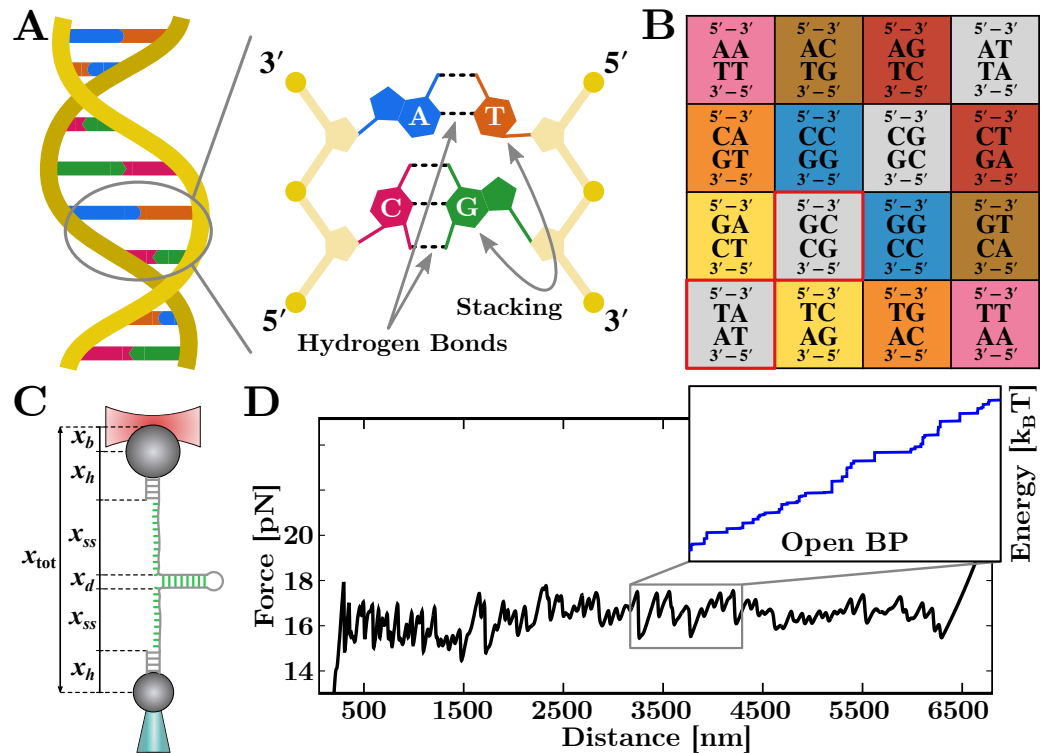 A
3′
5′
A
T
C
G
5′
3′
Stacking
Hydrogen Bonds
B
5′–3′
AA
TT
3′–5′
5′–3′
AC
TG
3′–5′
5′–3′
AG
TC
3′–5′
5′–3′
AT
TA
3′–5′
5′–3′
CA
GT
3′–5′
5′–3′
CC
GG
3′–5′
5′–3′
CG
GC
3′–5′
5′–3′
CT
GA
3′–5′
5′–3′
GA
CT
3′–5′
5′–3′
GC
CG
3′–5′
5′–3′
GG
CC
3′–5′
5′–3′
GT
CA
3′–5′
5′–3′
TA
AT
3′–5′
5′–3′
TC
AG
3′–5′
5′–3′
TG
AC
3′–5′
5′–3′
TT
AA
3′–5′
C
x_b
x_h
x_ss
x_tot
x_d
x_ss
x_h
D
Force [pN]
20
18
16
14
500
1500
2500
3500
4500
5500
6500
Distance [nm]
Open BP
Energy [k_BT]